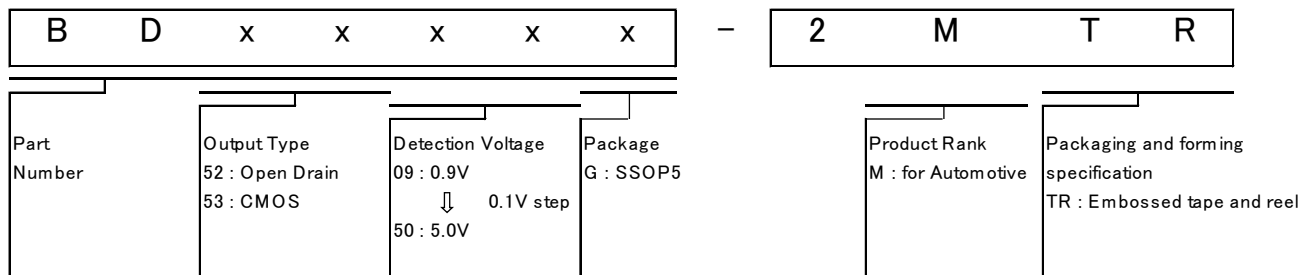 B D x x x x x - 2 M T R
Part
Number
Output Type
52 : Open Drain
53 : CMOS
Detection Voltage
09 : 0.9V
⇩ 0.1V step
50 : 5.0V
Package
G : SSOP5
Product Rank
M : for Automotive
Packaging and forming
specification
TR : Embossed tape and reel